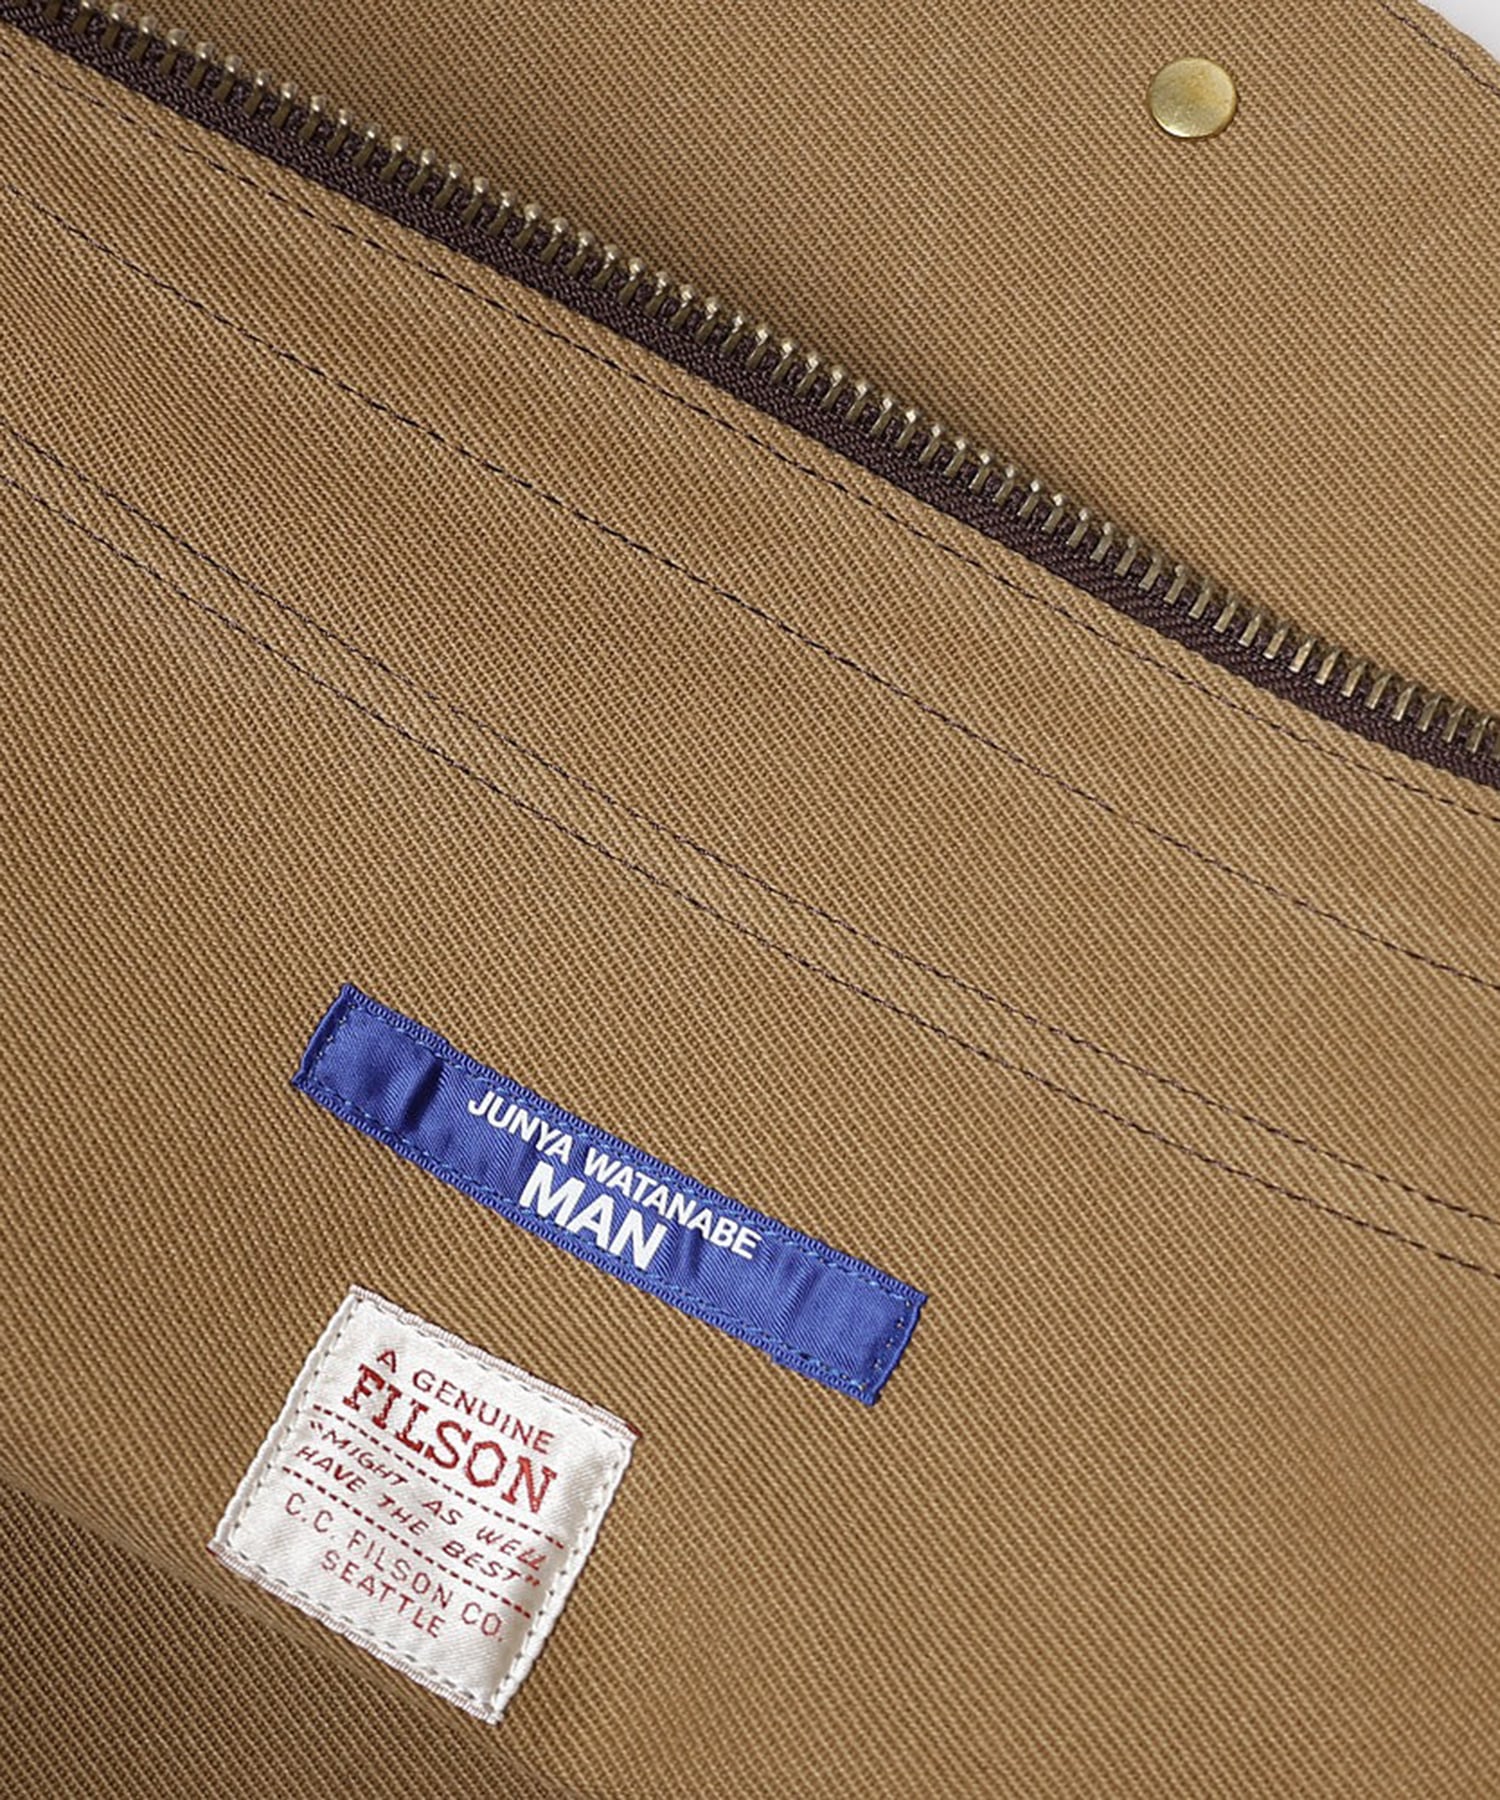 JUNYA WATANABE
MAN
A GENUINE
FILSON
"MIGHT AS WELL
HAVE THE BEST"
C.C. FILSON CO.
SEATTLE